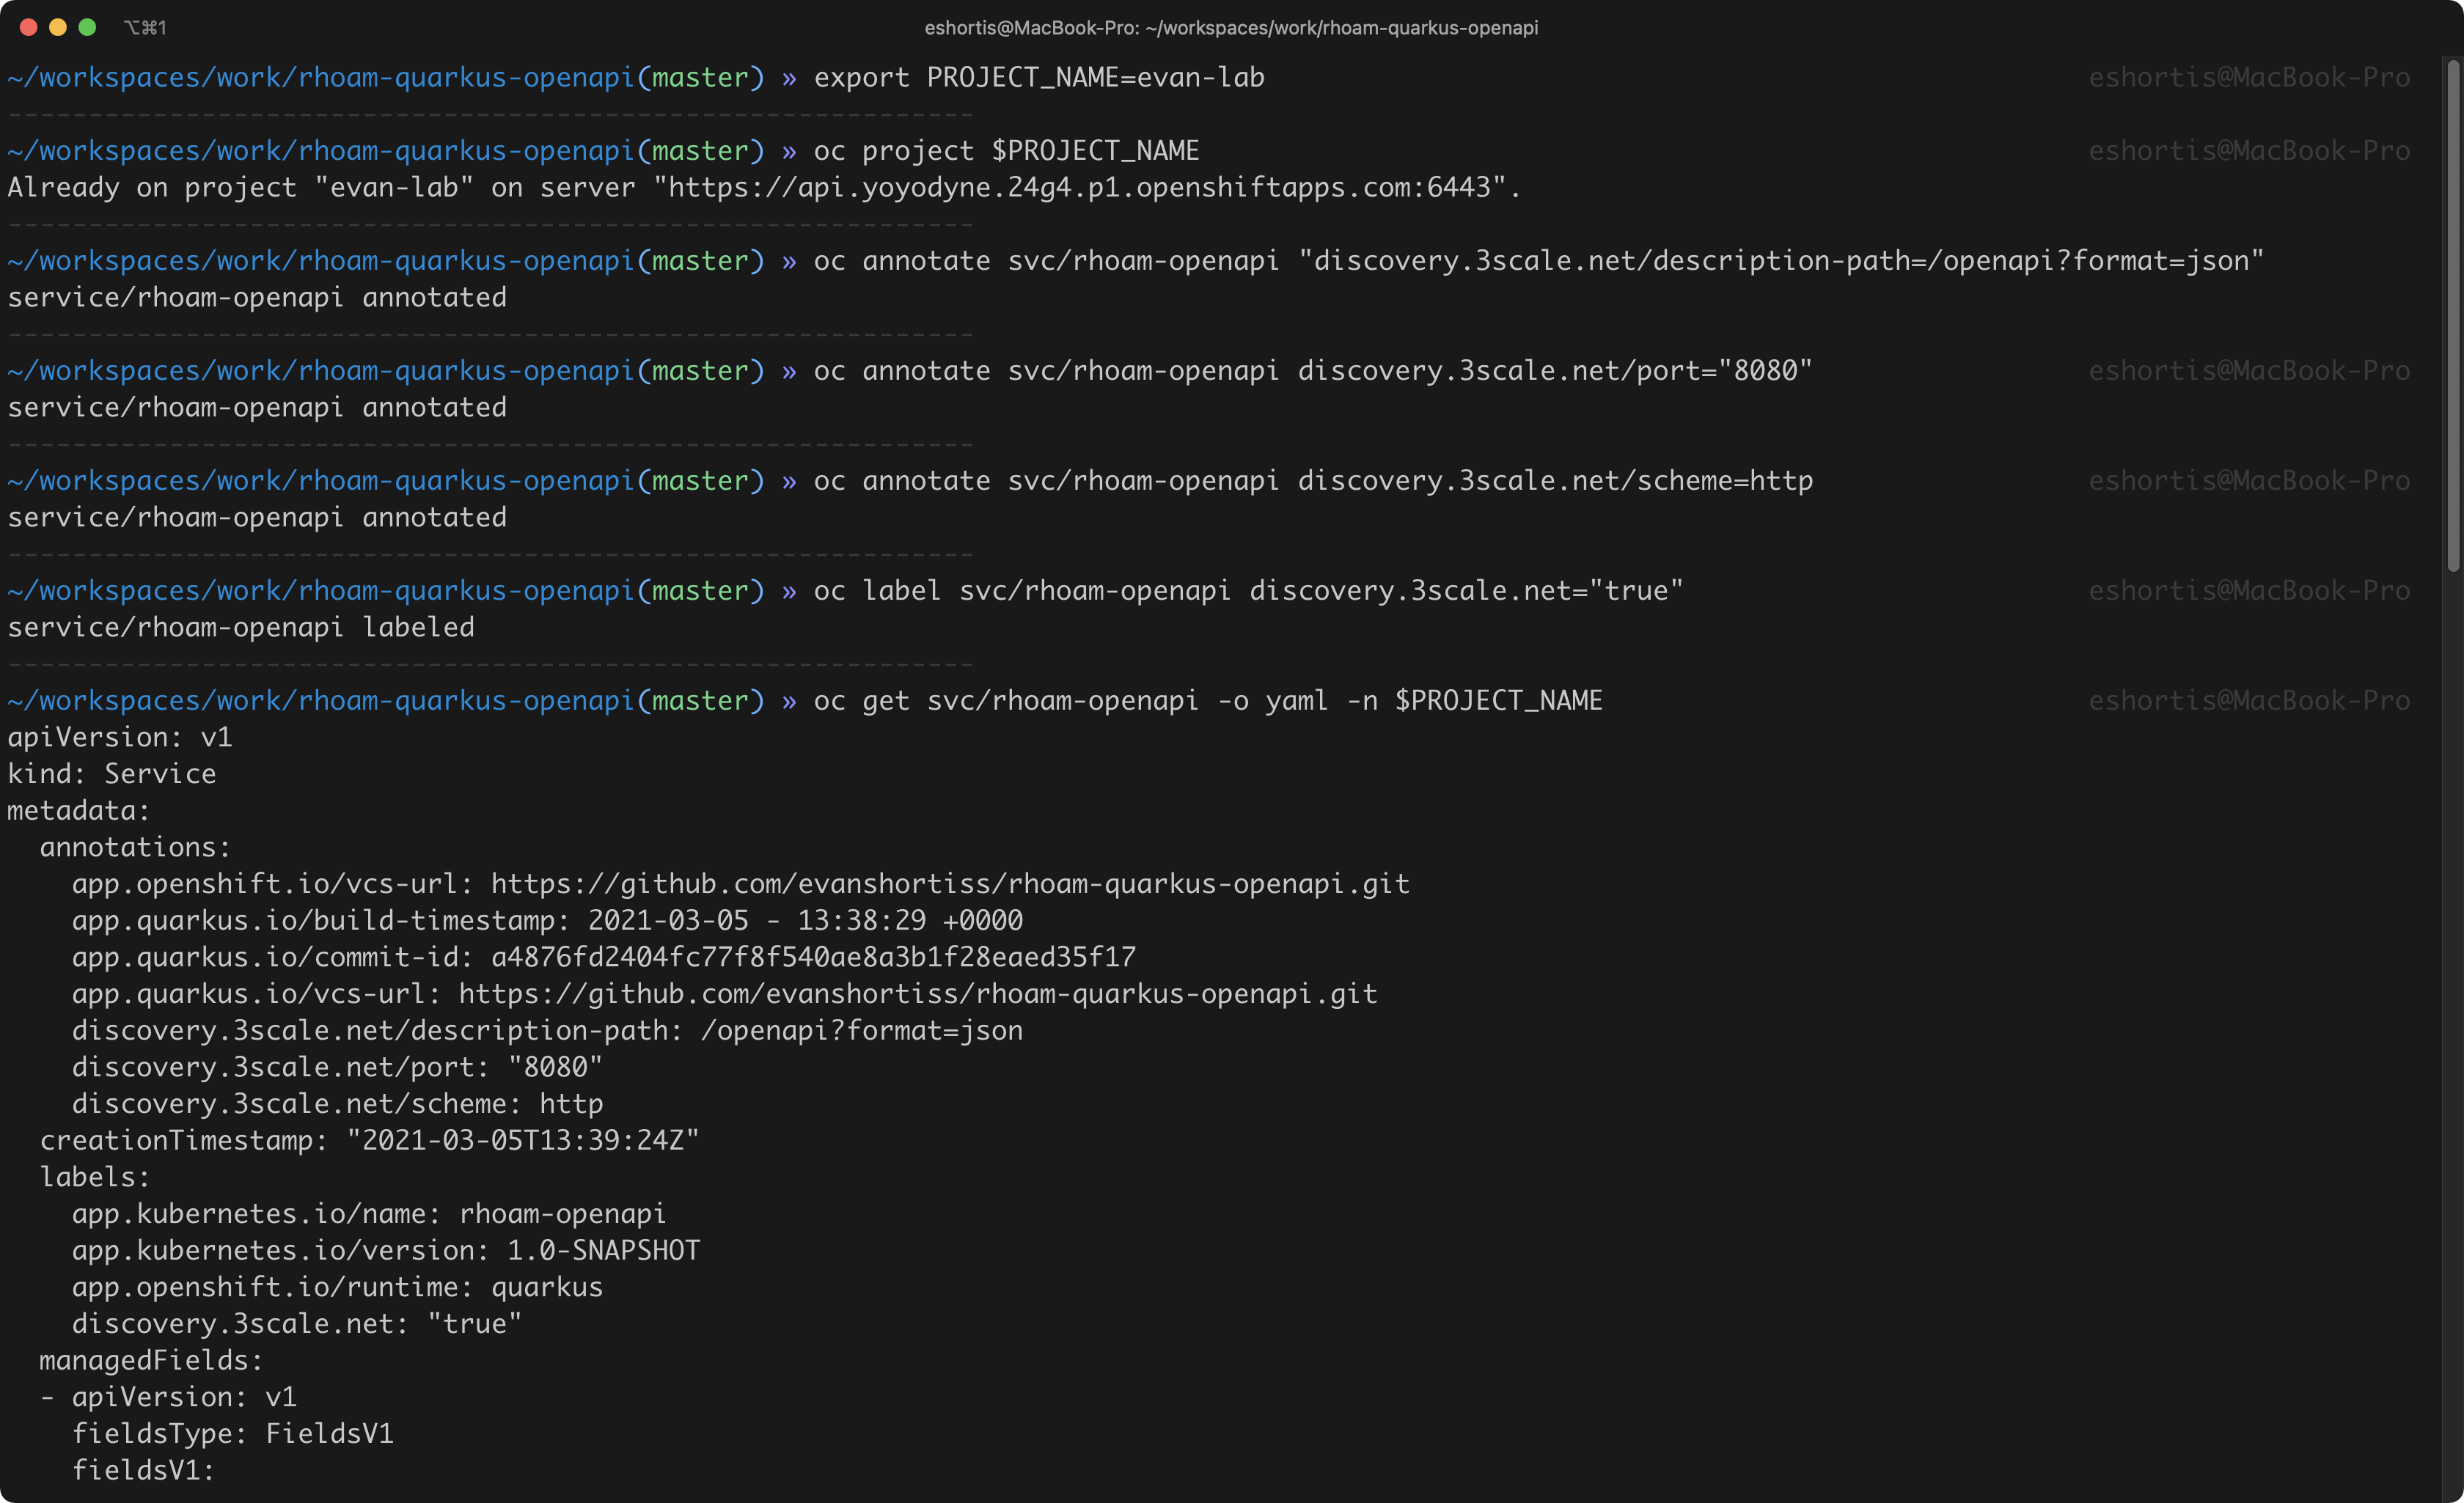 ⌥⌘1
eshortis@MacBook-Pro: ~/workspaces/work/rhoam-quarkus-openapi
~/workspaces/work/rhoam-quarkus-openapi(master) » export PROJECT_NAME=evan-lab eshortis@MacBook-Pro
------------------------------------------------------------
~/workspaces/work/rhoam-quarkus-openapi(master) » oc project $PROJECT_NAME eshortis@MacBook-Pro
Already on project "evan-lab" on server "https://api.yoyodyne.24g4.p1.openshiftapps.com:6443".
------------------------------------------------------------
~/workspaces/work/rhoam-quarkus-openapi(master) » oc annotate svc/rhoam-openapi "discovery.3scale.net/description-path=/openapi?format=json"
service/rhoam-openapi annotated
------------------------------------------------------------
~/workspaces/work/rhoam-quarkus-openapi(master) » oc annotate svc/rhoam-openapi discovery.3scale.net/port="8080" eshortis@MacBook-Pro
service/rhoam-openapi annotated
------------------------------------------------------------
~/workspaces/work/rhoam-quarkus-openapi(master) » oc annotate svc/rhoam-openapi discovery.3scale.net/scheme=http eshortis@MacBook-Pro
service/rhoam-openapi annotated
------------------------------------------------------------
~/workspaces/work/rhoam-quarkus-openapi(master) » oc label svc/rhoam-openapi discovery.3scale.net="true" eshortis@MacBook-Pro
service/rhoam-openapi labeled
------------------------------------------------------------
~/workspaces/work/rhoam-quarkus-openapi(master) » oc get svc/rhoam-openapi -o yaml -n $PROJECT_NAME eshortis@MacBook-Pro
apiVersion: v1
kind: Service
metadata:
  annotations:
    app.openshift.io/vcs-url: https://github.com/evanshortiss/rhoam-quarkus-openapi.git
    app.quarkus.io/build-timestamp: 2021-03-05 - 13:38:29 +0000
    app.quarkus.io/commit-id: a4876fd2404fc77f8f540ae8a3b1f28eaed35f17
    app.quarkus.io/vcs-url: https://github.com/evanshortiss/rhoam-quarkus-openapi.git
    discovery.3scale.net/description-path: /openapi?format=json
    discovery.3scale.net/port: "8080"
    discovery.3scale.net/scheme: http
  creationTimestamp: "2021-03-05T13:39:24Z"
  labels:
    app.kubernetes.io/name: rhoam-openapi
    app.kubernetes.io/version: 1.0-SNAPSHOT
    app.openshift.io/runtime: quarkus
    discovery.3scale.net: "true"
  managedFields:
  - apiVersion: v1
    fieldsType: FieldsV1
    fieldsV1: